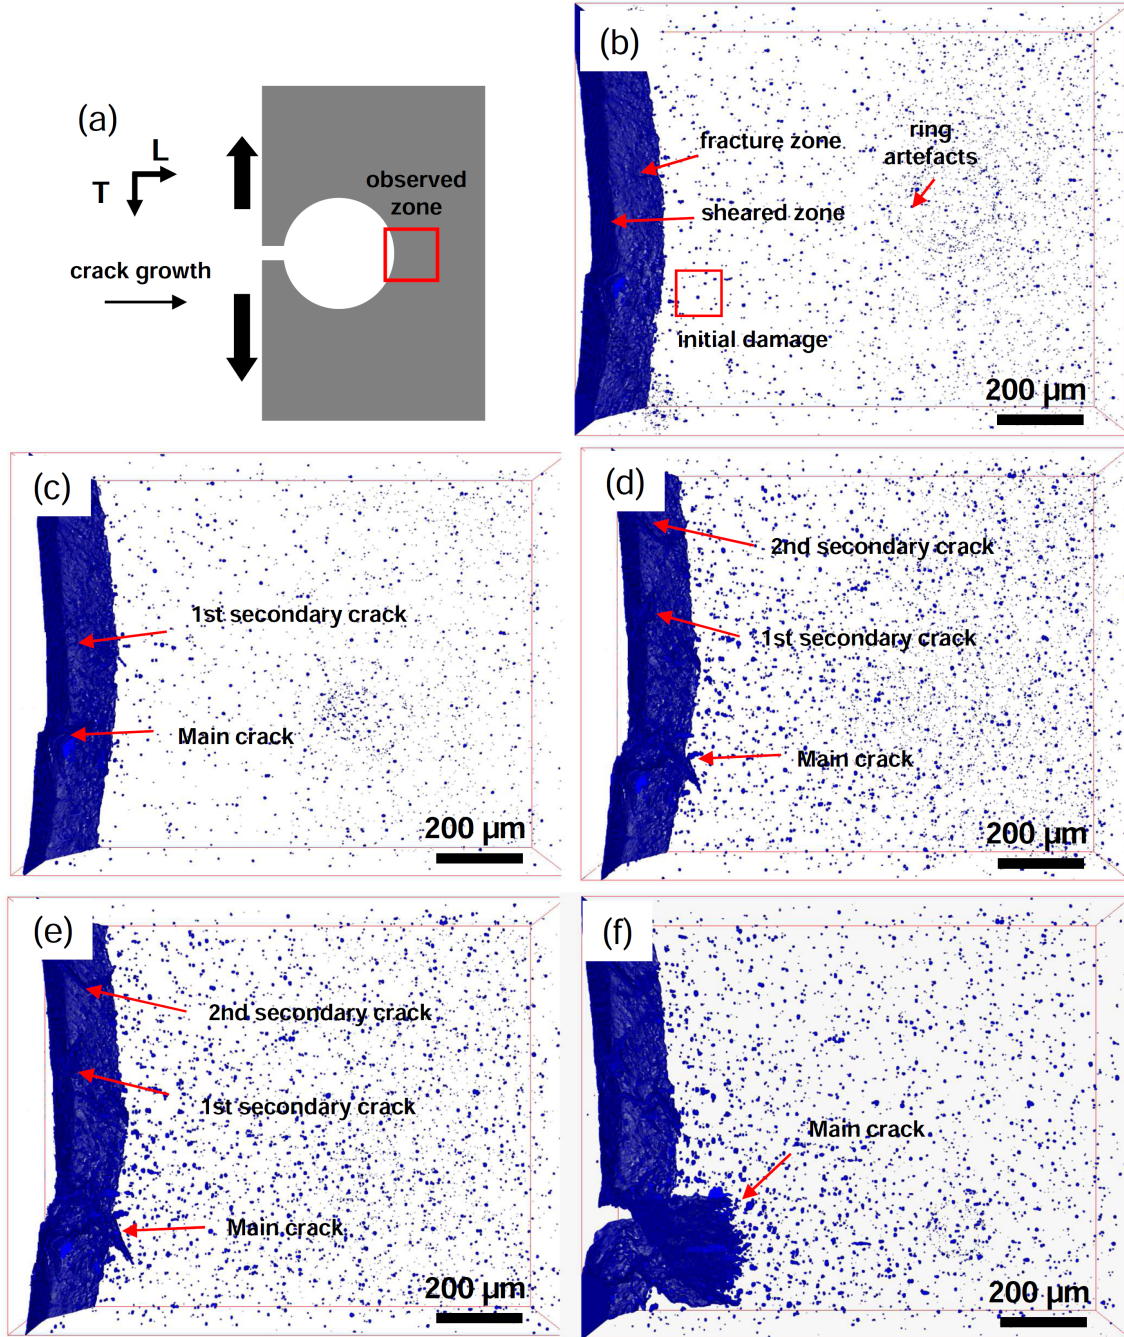 (a)
L
T
observed
zone
crack growth
(b)
fracture zone
ring
artefacts
sheared zone
initial damage
200 µm
(c)
1st secondary crack
Main crack
200 µm
(d)
2nd secondary crack
1st secondary crack
Main crack
200 µm
(e)
2nd secondary crack
1st secondary crack
Main crack
200 µm
(f)
Main crack
200 µm